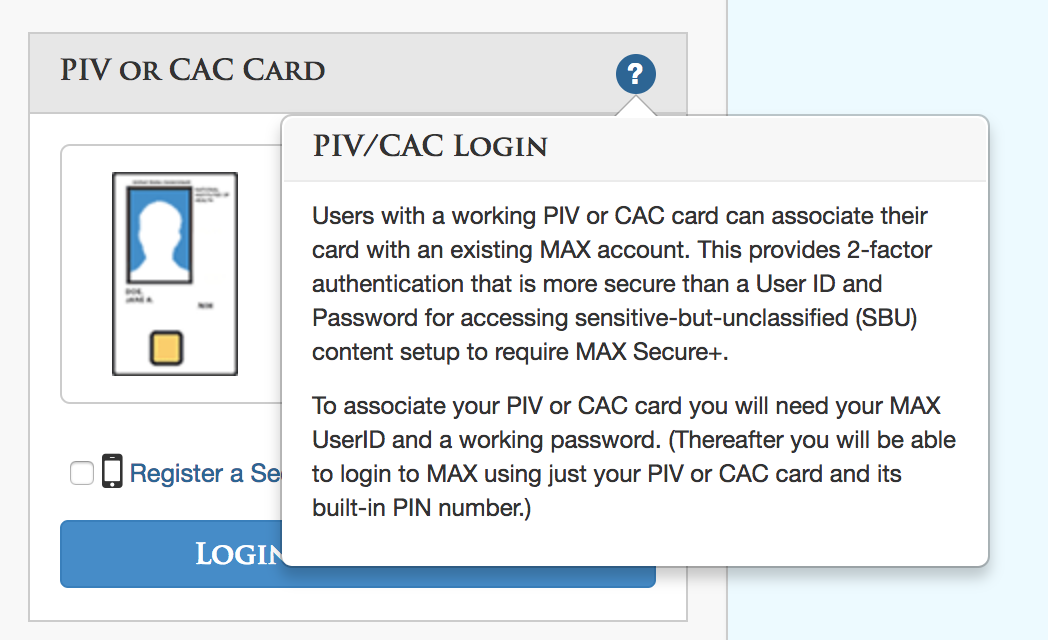 PIV or CAC Card
?
PIV/CAC Login
Users with a working PIV or CAC card can associate their
card with an existing MAX account. This provides 2-factor
authentication that is more secure than a User ID and
Password for accessing sensitive-but-unclassified (SBU)
content setup to require MAX Secure+.
To associate your PIV or CAC card you will need your MAX
UserID and a working password. (Thereafter you will be able
to login to MAX using just your PIV or CAC card and its
built-in PIN number.)
DOE,
JANE A.
NIH
Register a
Login